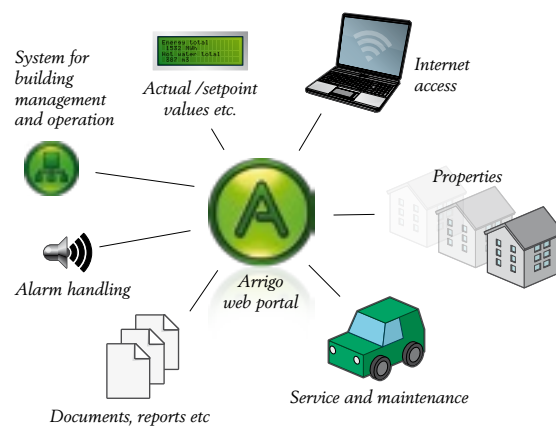 System for
building
management
and operation
Energy total
1532 MWh
Hot water total
387 m3
Actual /setpoint
values etc.
Internet
access
Properties
A
Alarm handling
Arrigo
web portal
Documents, reports etc
Service and maintenance